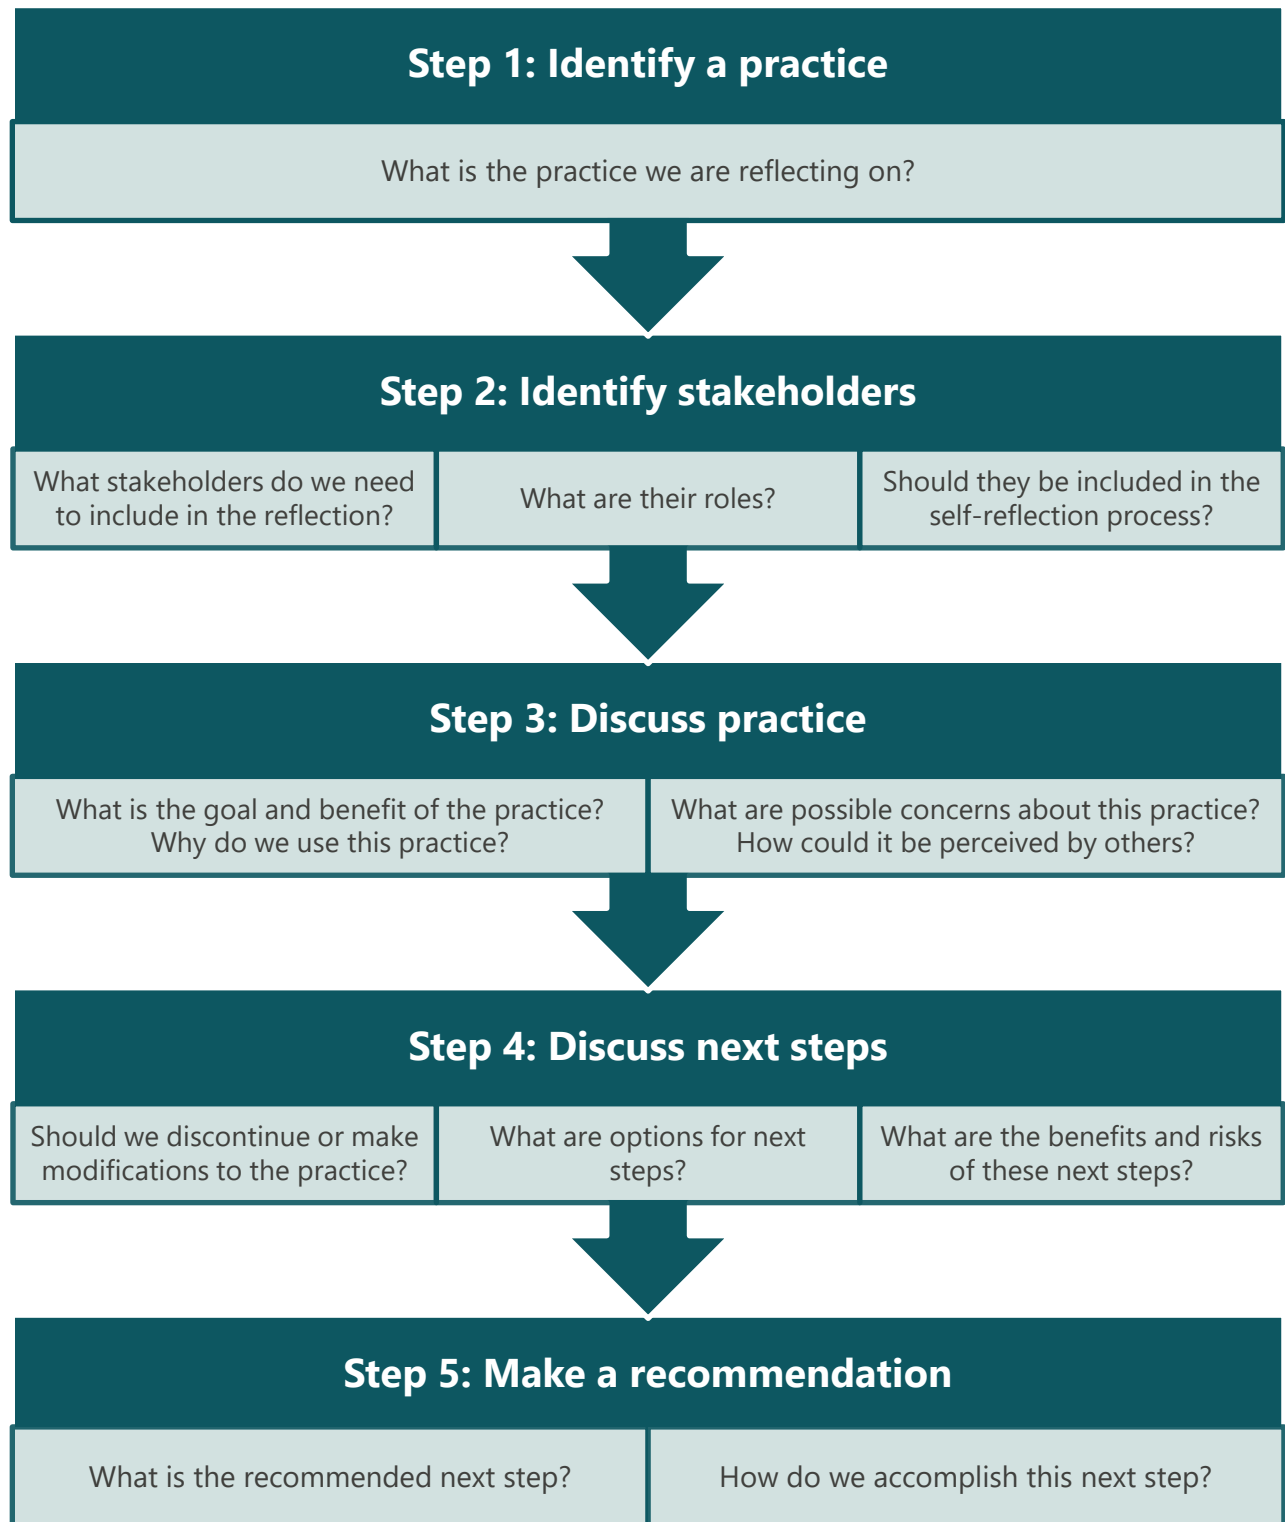 Step 1: Identify a practice
What is the practice we are reflecting on?
Step 2: Identify stakeholders
What stakeholders do we need
to include in the reflection?
What are their roles?
Should they be included in the
self-reflection process?
Step 3: Discuss practice
What is the goal and benefit of the practice?
Why do we use this practice?
What are possible concerns about this practice?
How could it be perceived by others?
Step 4: Discuss next steps
Should we discontinue or make
modifications to the practice?
What are options for next
steps?
What are the benefits and risks
of these next steps?
Step 5: Make a recommendation
What is the recommended next step?
How do we accomplish this next step?